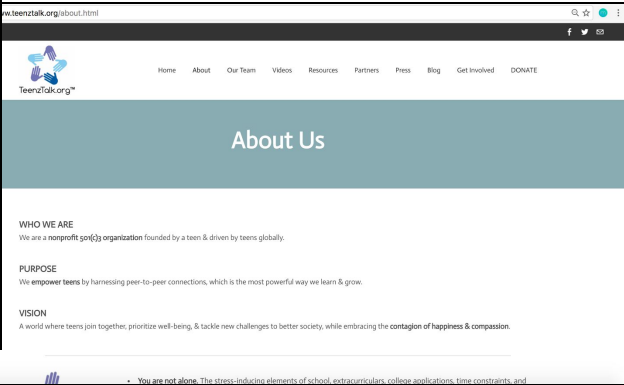 ww.teenztalk.org/about.html
TeenzTalk.org™
Home About Our Team Videos Resources Partners Press Blog Get Involved DONATE
About Us
WHO WE ARE
We are a nonprofit 501(c)3 organization founded by a teen & driven by teens globally.
PURPOSE
We empower teens by harnessing peer-to-peer connections, which is the most powerful way we learn & grow.
VISION
A world where teens join together, prioritize well-being, & tackle new challenges to better society, while embracing the contagion of happiness & compassion.
• You are not alone. The stress-inducing elements of school, extracurriculars, college applications, time constraints, and